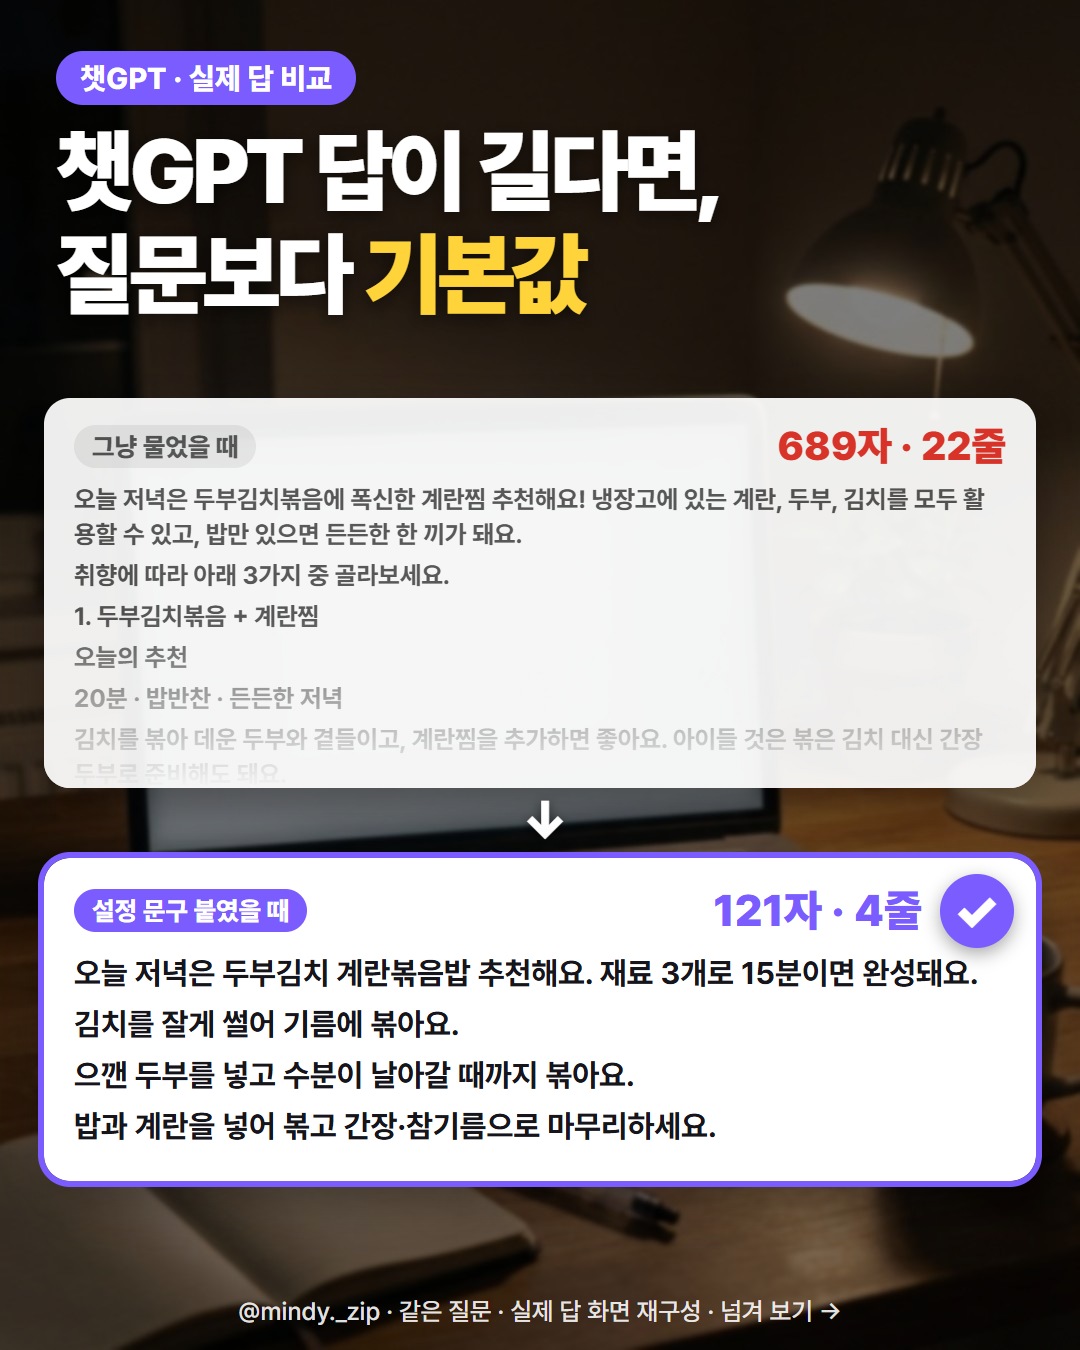 챗GPT · 실제 답 비교
챗GPT 답이 길다면,
질문보다 기본값
그냥 물었을 때
689자 · 22줄
오늘 저녁은 두부김치볶음에 폭신한 계란찜 추천해요! 냉장고에 있는 계란, 두부, 김치를 모두 활
용할 수 있고, 밥만 있으면 든든한 한 끼가 돼요.
취향에 따라 아래 3가지 중 골라보세요.
1. 두부김치볶음 + 계란찜
오늘의 추천
20분 · 밥반찬 · 든든한 저녁
김치를 볶아 데운 두부와 곁들이고, 계란찜을 추가하면 좋아요. 아이들 것은 볶은 김치 대신 간장
두부로 준비해도 돼요.
↓
설정 문구 붙였을 때
121자 · 4줄
오늘 저녁은 두부김치 계란볶음밥 추천해요. 재료 3개로 15분이면 완성돼요.
김치를 잘게 썰어 기름에 볶아요.
으깬 두부를 넣고 수분이 날아갈 때까지 볶아요.
밥과 계란을 넣어 볶고 간장·참기름으로 마무리하세요.
@mindy._zip · 같은 질문 · 실제 답 화면 재구성 · 넘겨 보기 →